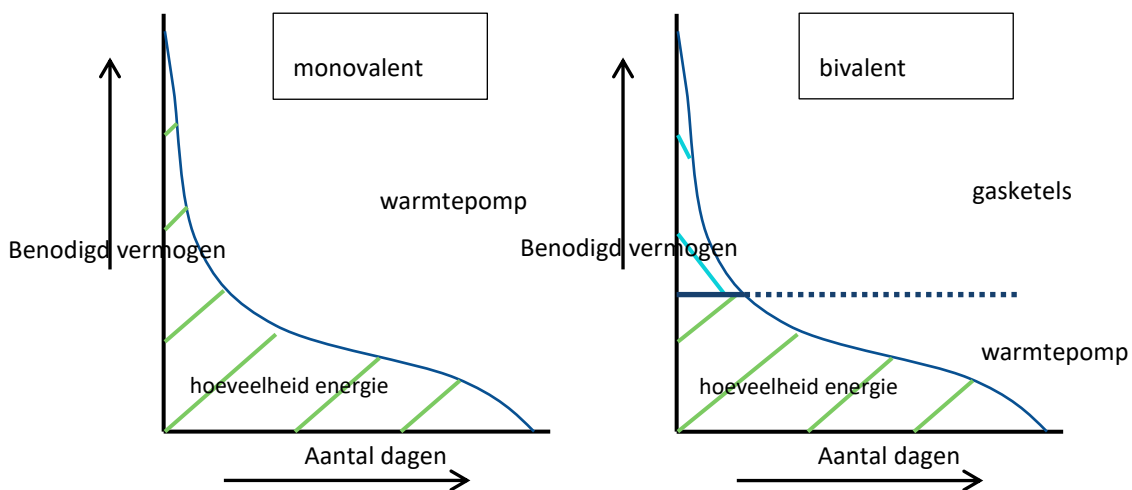 monovalent
warmtepomp
Benodigd vermogen
hoeveelheid energie
Aantal dagen
bivalent
gasketels
Benodigd vermogen
warmtepomp
hoeveelheid energie
Aantal dagen